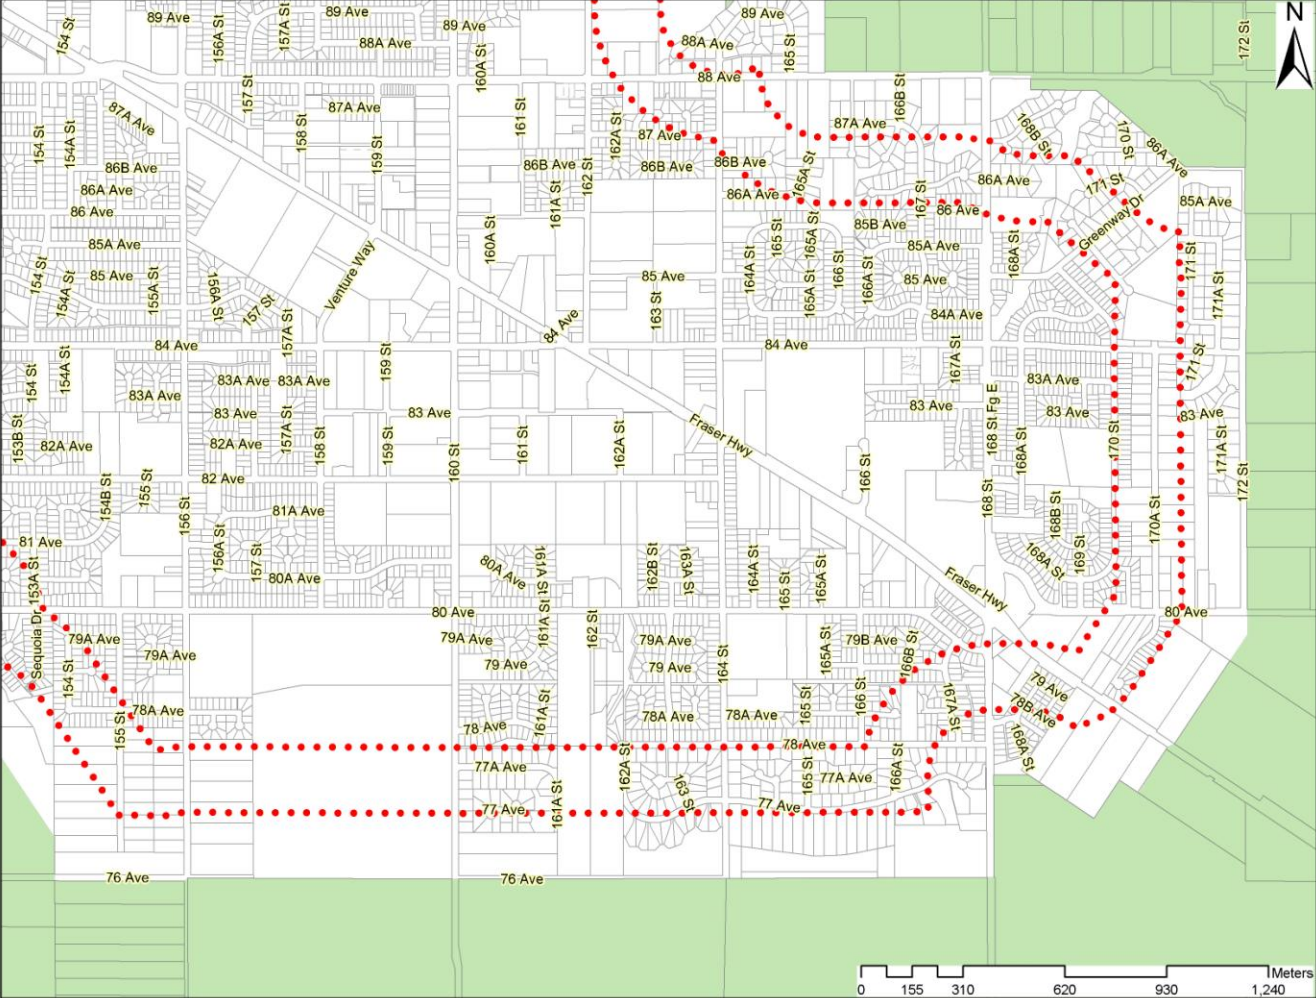 154 St
89 Ave
156A St
157A St
89 Ave
89 Ave
89 Ave
N
88A Ave
88A Ave
165 St
172 St
160A St
88 Ave
157 St
87A Ave
166B St
87A Ave
158 St
161 St
162A St
87 Ave
87A Ave
168B St
170 St
154 St
154A St
159 St
86B Ave
86B Ave
162 St
86B Ave
86B Ave
165A St
86A Ave
86A Ave
161A St
86A Ave
86A Ave
171 St
167 St
86 Ave
86 Ave
85A Ave
Greenway Dr
160A St
165 St
165A St
85B Ave
85A Ave
85A Ave
168A St
171 St
154 St
154A St
85 Ave
155A St
156A St
157 St
Venture Way
85 Ave
163 St
164A St
165A St
166 St
166A St
85 Ave
171A St
84A Ave
84 Ave
157A St
84 Ave
84 Ave
154 St
154A St
159 St
167A St
171 St
83A Ave
83A Ave
83A Ave
83A Ave
83 Ave
83 Ave
83 Ave
168 St Fg E
83 Ave
83 Ave
153B St
82A Ave
82A Ave
157A St
158 St
159 St
160 St
161 St
162A St
Fraser Hwy
168A St
170 St
171A St
82 Ave
166 St
172 St
154B St
155 St
156 St
81A Ave
168 St
168B St
170A St
81 Ave
156A St
157 St
80A Ave
80A Ave
161A St
162B St
163A St
164A St
165 St
165A St
168A St
169 St
153A St
Fraser Hwy
80 Ave
80 Ave
Sequoia Dr
79A Ave
79A Ave
79A Ave
161A St
162 St
79A Ave
164 St
165A St
79B Ave
166B St
154 St
79 Ave
79 Ave
79 Ave
155 St
78A Ave
78 Ave
161A St
78A Ave
78A Ave
165 St
166 St
167A St
78B Ave
78 Ave
168A St
77A Ave
162A St
163 St
165 St
77A Ave
166A St
77 Ave
161A St
77 Ave
76 Ave
76 Ave
Meters
0 155 310 620 930 1,240